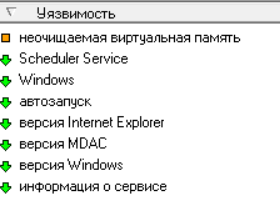 Уязвимость
неочищаемая виртуальная память
Scheduler Service
Windows
автозапуск
версия Internet Explorer
версия MDAC
версия Windows
информация о сервисе